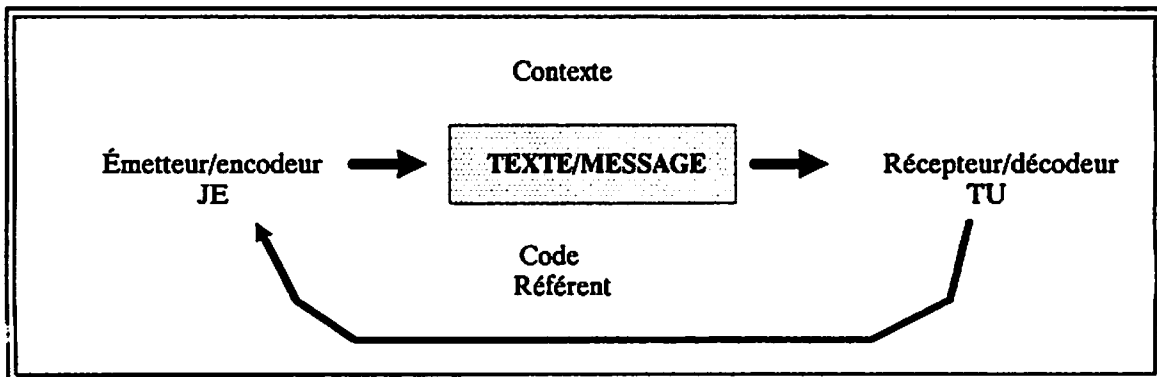 Contexte
Émetteur/encodeur
JE
TEXTE/MESSAGE
Récepteur/décodeur
TU
Code
Référent